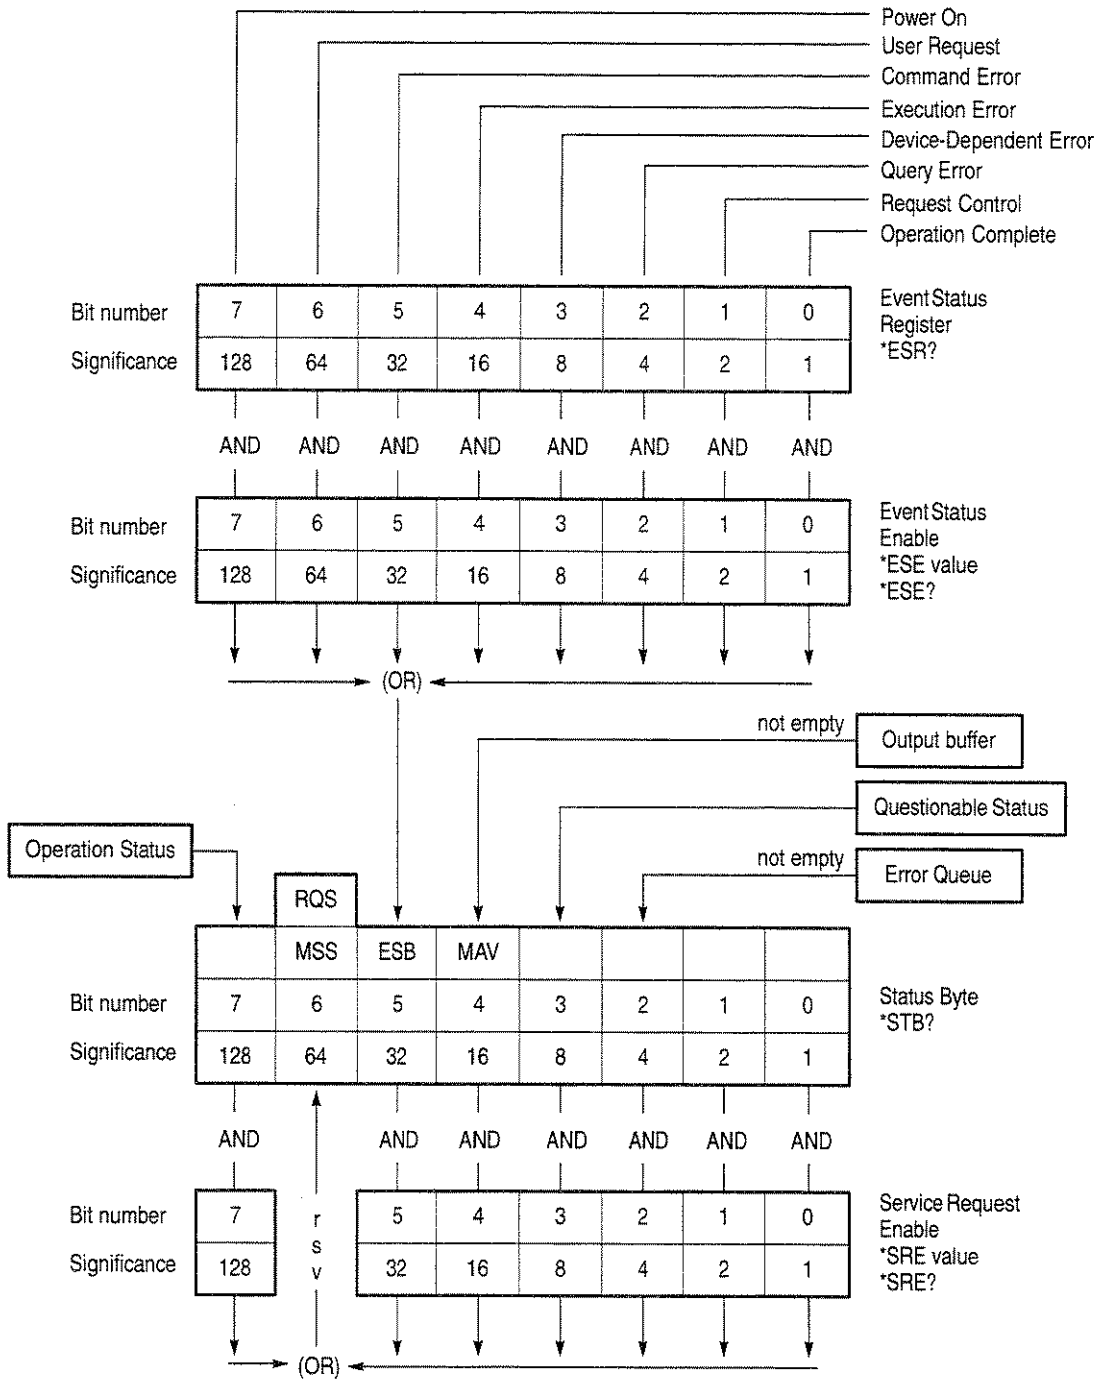 Power On
User Request
Command Error
Execution Error
Device-Dependent Error
Query Error
Request Control
Operation Complete
Bit number 7 6 5 4 3 2 1 0
Event Status
Register
*ESR?
Significance 128 64 32 16 8 4 2 1
AND AND AND AND AND AND AND AND
Bit number 7 6 5 4 3 2 1 0
Event Status
Enable
*ESE value
*ESE?
Significance 128 64 32 16 8 4 2 1
(OR)
not empty Output buffer
Questionable Status
Operation Status
not empty Error Queue
RQS
MSS ESB MAV
Bit number 7 6 5 4 3 2 1 0
Status Byte
*STB?
Significance 128 64 32 16 8 4 2 1
AND AND AND AND AND AND AND
Bit number 7 5 4 3 2 1 0
rsv
Service Request
Enable
*SRE value
*SRE?
Significance 128 32 16 8 4 2 1
(OR)